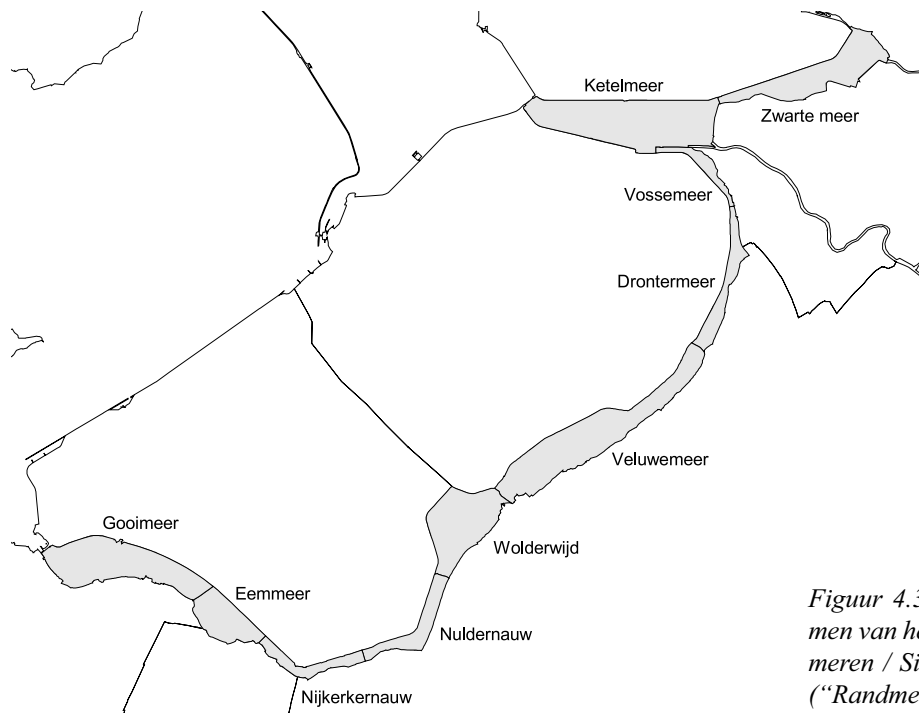 Ketelmeer
Zwarte meer
Vossemeer
Drontermeer
Veluwemeer
Gooimeer
Wolderwijd
Eemmeer
Nuldernauw
Nijkerkernauw
Figuur 4.3
men van he
meren / Si
(“Randme